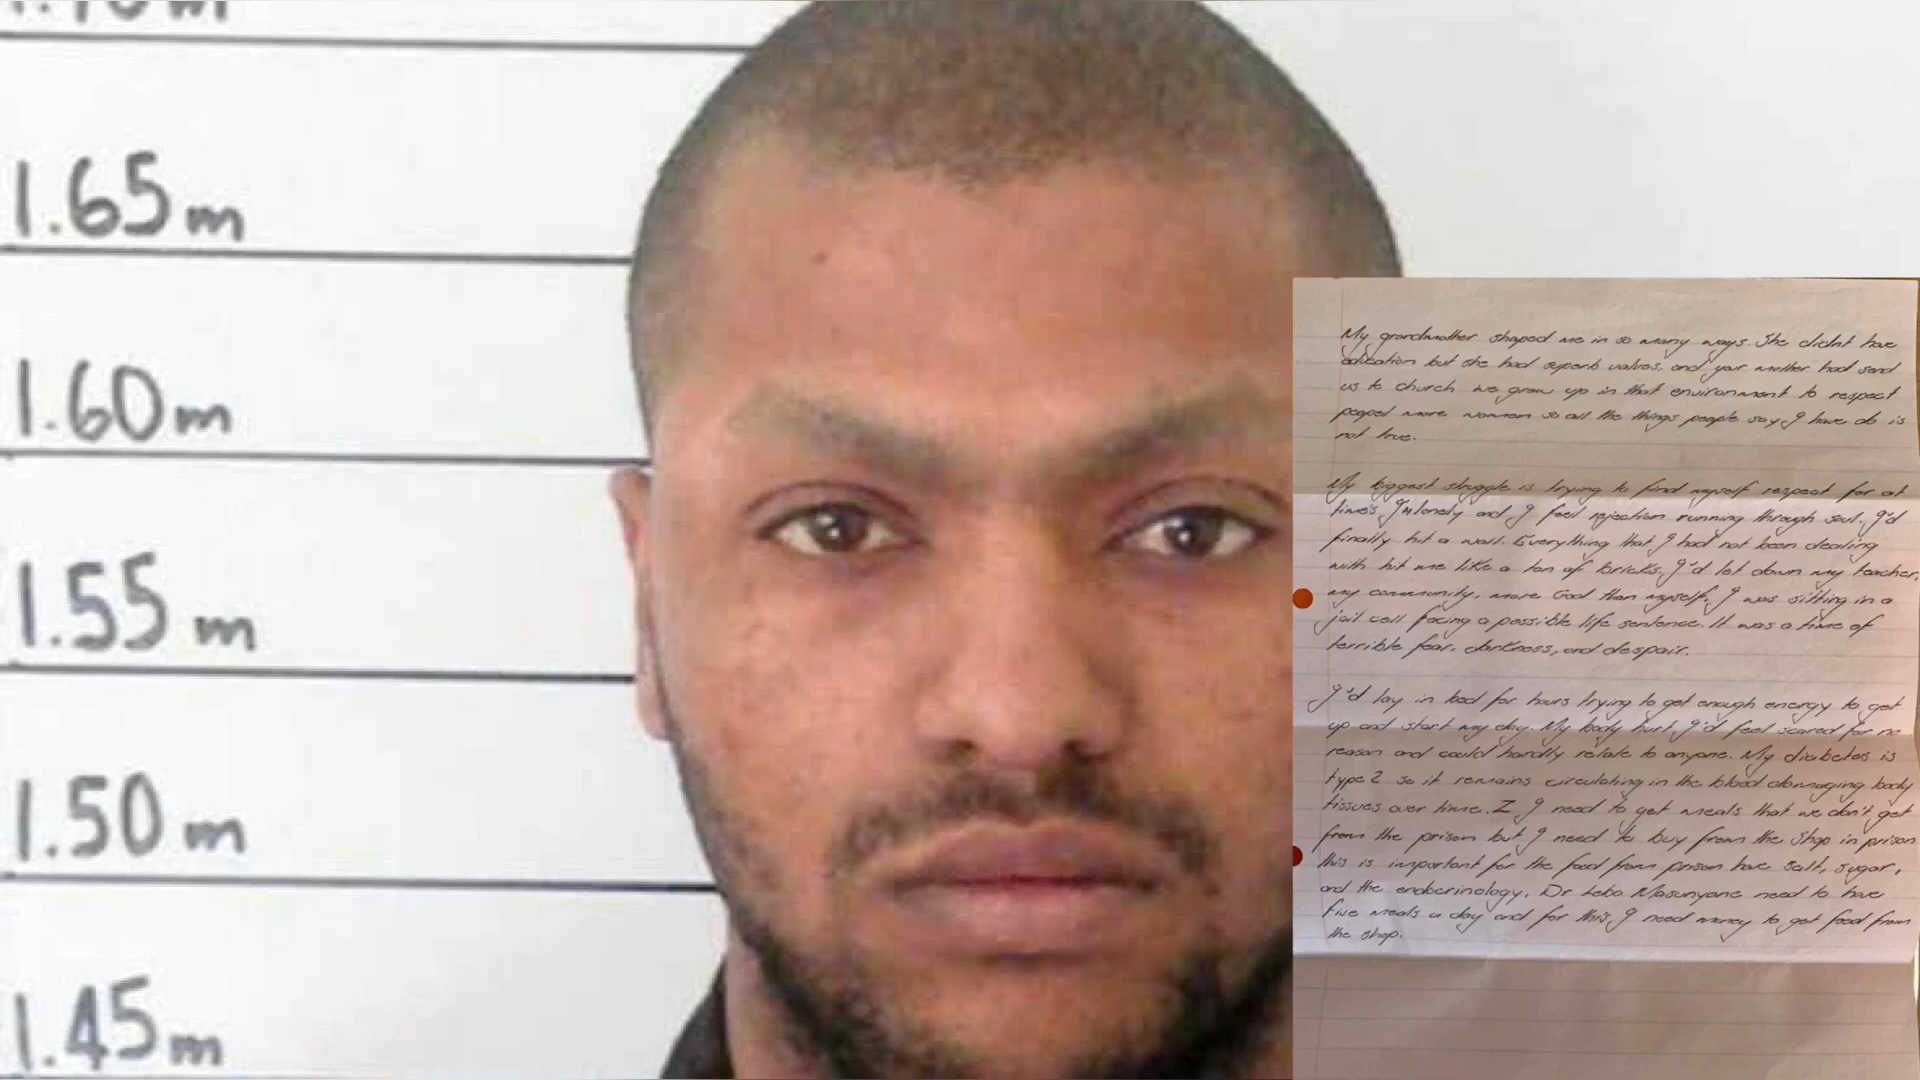 1.65m
1.60m
1.55m
1.50m
1.45m
My grandmother shaped me in so many ways. She didnt have
education but she had superb values. and your mother had send
us to church we grow up in that environment to respect
peopel more women so all the things people say I have do is
not true.
My biggest struggle is trying to find myself respect for at
time's I'm lonely and I feel rejection running through soul. I'd
finally hit a wall. Everything that I had not been dealing
with hit me like a ton of bricks. I'd let down my teacher,
my community, more God than myself. I was sitting in a
jail cell facing a possible life sentence. It was a time of
terrible fear, darkness, and despair.
I'd lay in bed for hours trying to get enough energy to get
up and start my day. My body hurt I'd feel scared for no
reason and could hardly relate to anyone. My diabetes is
type 2 so it remains circulating in the blood damaging body
tissues over time. I need to get meals that we don't get
from the prison but I need to buy from the shop in prison
this is important for the food from prison have salt, sugar,
and the endocrinology, Dr Lebo Masunyane need to have
five meals a day and for this, I need money to get food from
the shop.